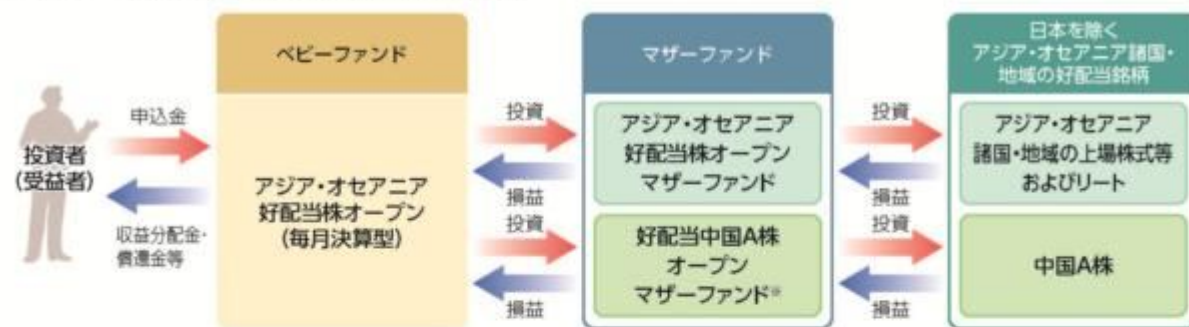 ベビーファンド
マザーファンド
日本を除く
アジア・オセアニア諸国・
地域の好配当銘柄
申込金
投資者
(受益者)
収益分配金・
償還金等
アジア・オセアニア
好配当株オープン
(毎月決算型)
投資
損益
投資
損益
アジア・オセアニア
好配当株オープン
マザーファンド
好配当中国A株
オープン
マザーファンド※
投資
損益
投資
損益
アジア・オセアニア
諸国・地域の上場株式等
およびリート
中国A株